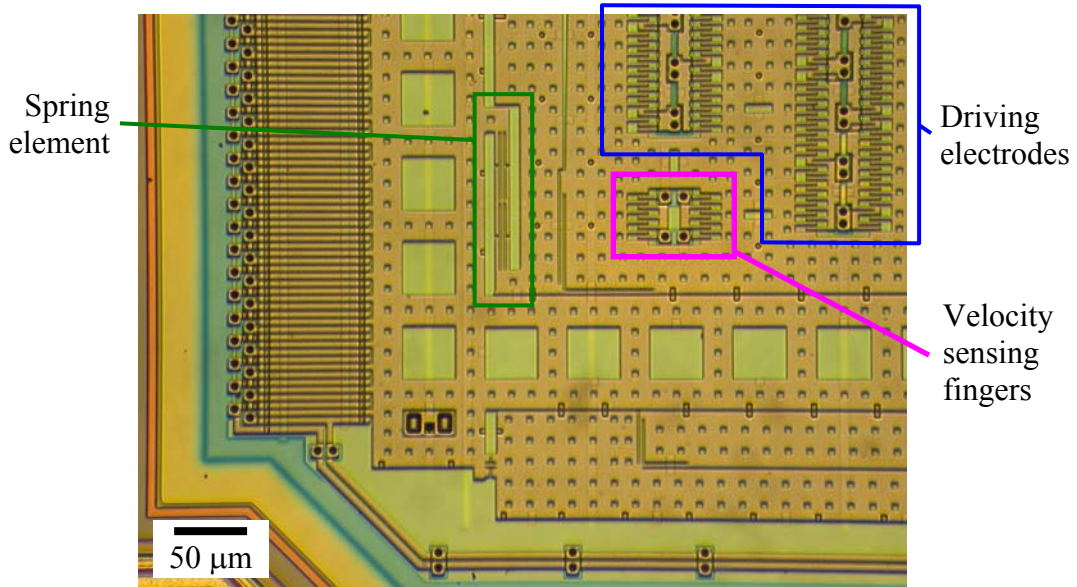 Spring
element
Driving
electrodes
Velocity
sensing
fingers
50 μm